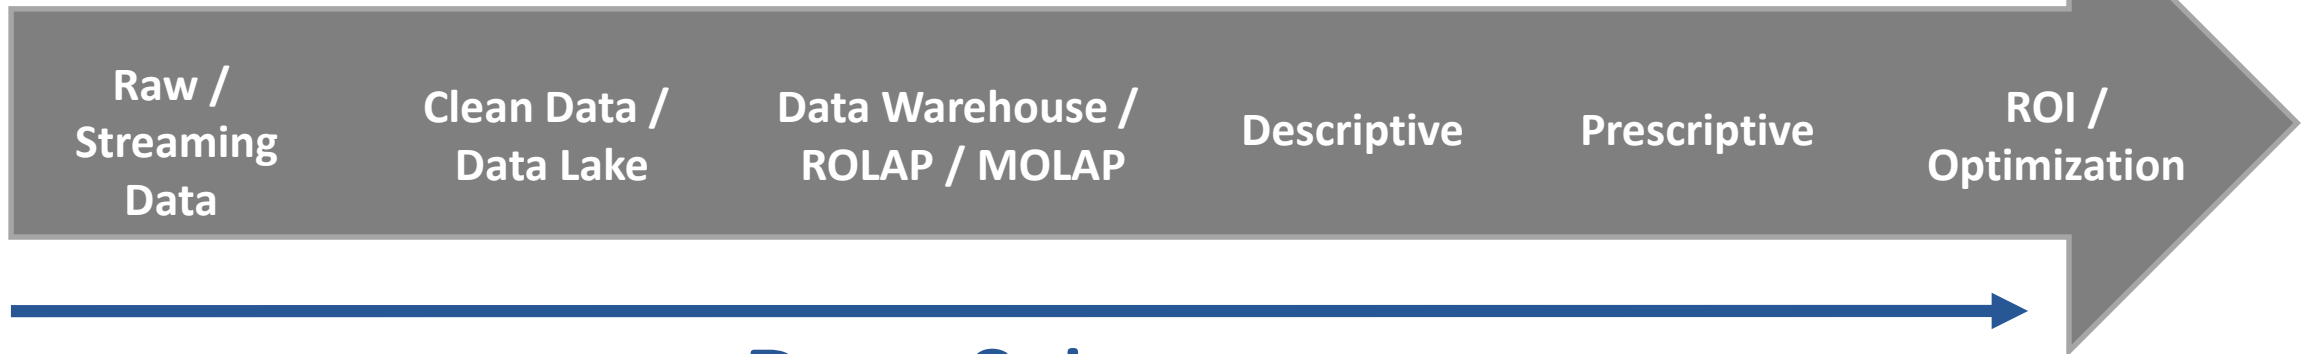 Raw /
Streaming
Data
Clean Data /
Data Lake
Data Warehouse /
ROLAP / MOLAP
Descriptive
Prescriptive
ROI /
Optimization